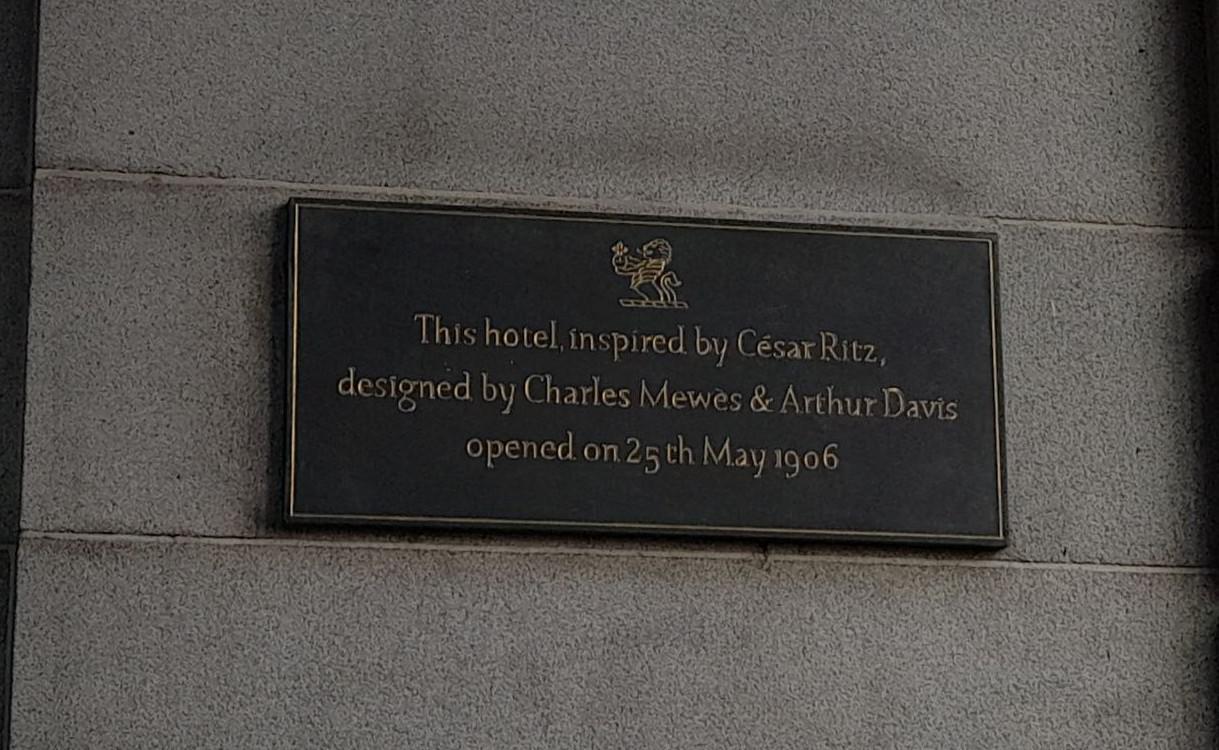 This hotel, inspired by César Ritz,
designed by Charles Mewès & Arthur Davis
opened on 25th May 1906